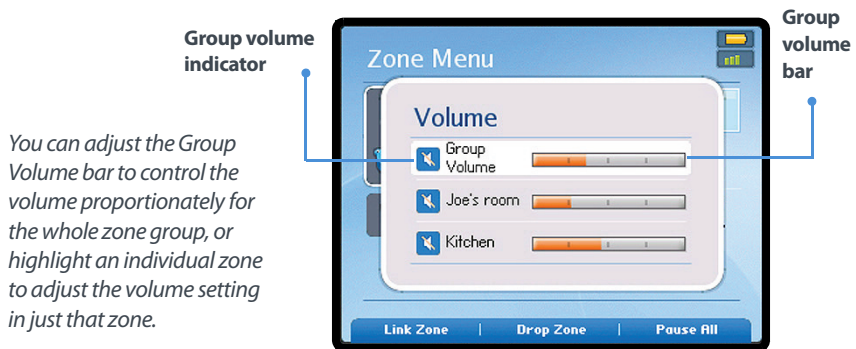 Group volume
indicator
Group
volume
bar
You can adjust the Group
Volume bar to control the
volume proportionately for
the whole zone group, or
highlight an individual zone
to adjust the volume setting
in just that zone.
Zone Menu
Volume
Group
Volume
Joe's room
Kitchen
Link Zone | Drop Zone | Pause All